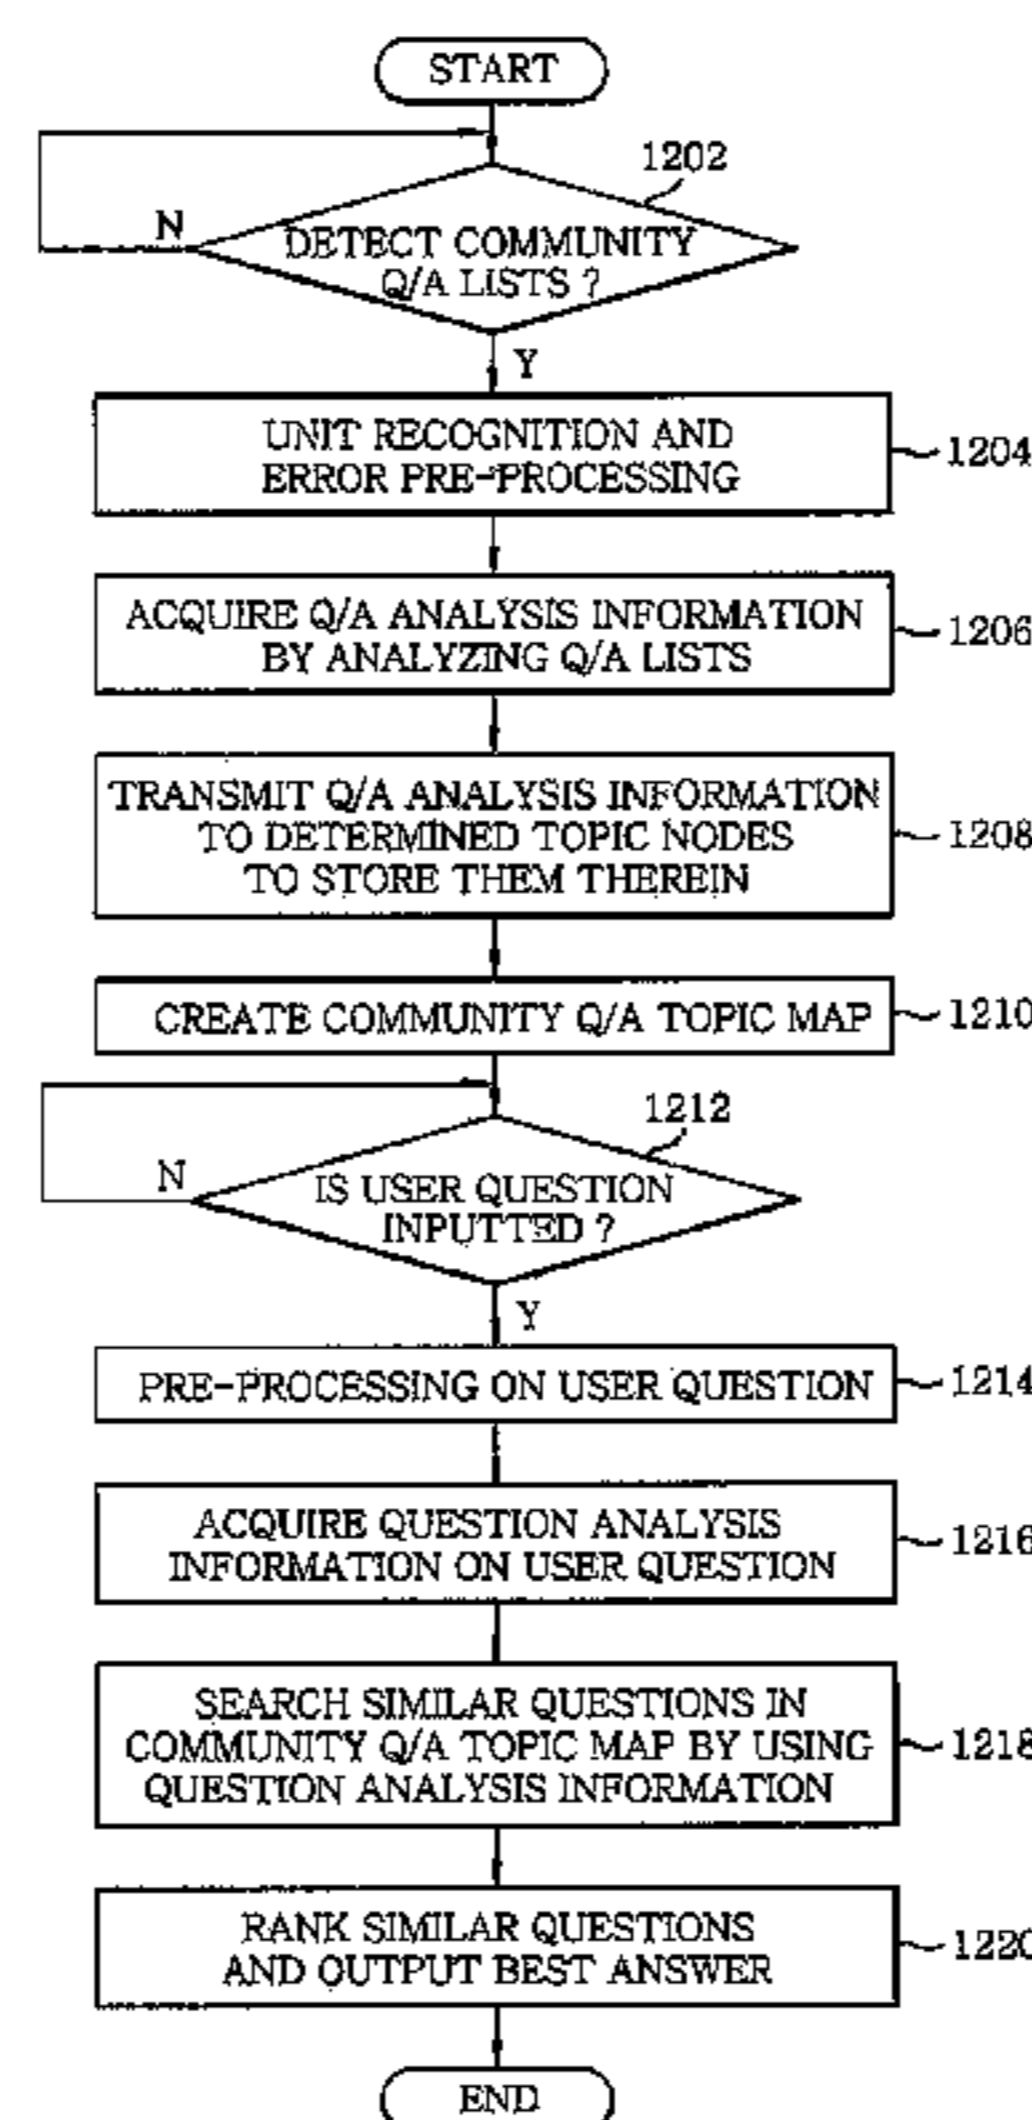 START
1202
N
DETECT COMMUNITY
Q/A LISTS ?
Y
UNIT RECOGNITION AND
ERROR PRE-PROCESSING
1204
ACQUIRE Q/A ANALYSIS INFORMATION
BY ANALYZING Q/A LISTS
1206
TRANSMIT Q/A ANALYSIS INFORMATION
TO DETERMINED TOPIC NODES
TO STORE THEM THEREIN
1208
CREATE COMMUNITY Q/A TOPIC MAP
1210
1212
N
IS USER QUESTION
INPUTTED ?
Y
PRE-PROCESSING ON USER QUESTION
1214
ACQUIRE QUESTION ANALYSIS
INFORMATION ON USER QUESTION
1216
SEARCH SIMILAR QUESTIONS IN
COMMUNITY Q/A TOPIC MAP BY USING
QUESTION ANALYSIS INFORMATION
1218
RANK SIMILAR QUESTIONS
AND OUTPUT BEST ANSWER
1220
END